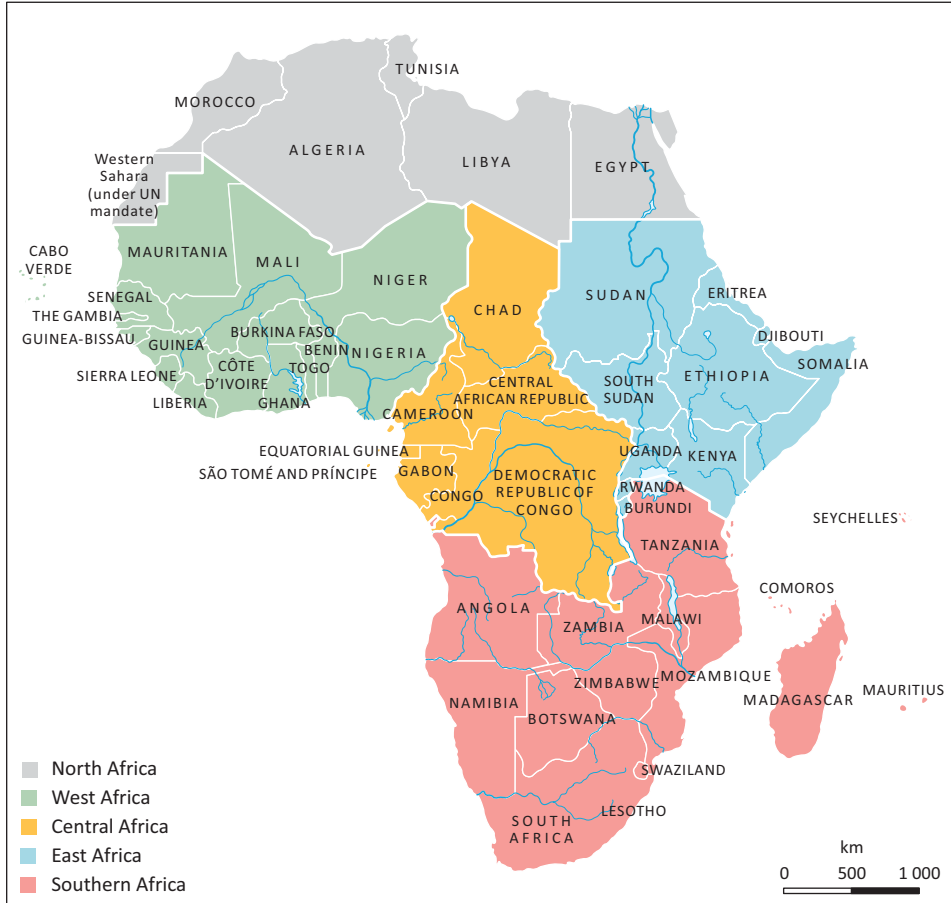 TUNISIA
MOROCCO
ALGERIA
LIBYA
EGYPT
Western
Sahara
(under UN
mandate)
CABO
VERDE
MAURITANIA
MALI
NIGER
CHAD
SUDAN
ERITREA
SENEGAL
THE GAMBIA
GUINEA-BISSAU
GUINEA
BURKINA FASO
BENIN
NIGERIA
DJIBOUTI
SOMALIA
SIERRA LEONE
CÔTE
D'IVOIRE
TOGO
CENTRAL
AFRICAN REPUBLIC
SOUTH
SUDAN
ETHIOPIA
LIBERIA
GHANA
CAMEROON
EQUATORIAL GUINEA
SÃO TOMÉ AND PRÍNCIPE
GABON
CONGO
DEMOCRATIC
REPUBLIC OF
CONGO
UGANDA
KENYA
RWANDA
BURUNDI
TANZANIA
SEYCHELLES
COMOROS
ANGOLA
ZAMBIA
MALAWI
MOZAMBIQUE
ZIMBABWE
MADAGASCAR
MAURITIUS
NAMIBIA
BOTSWANA
SWAZILAND
LESOTHO
SOUTH
AFRICA
North Africa
West Africa
Central Africa
East Africa
Southern Africa
km
0 500 1 000